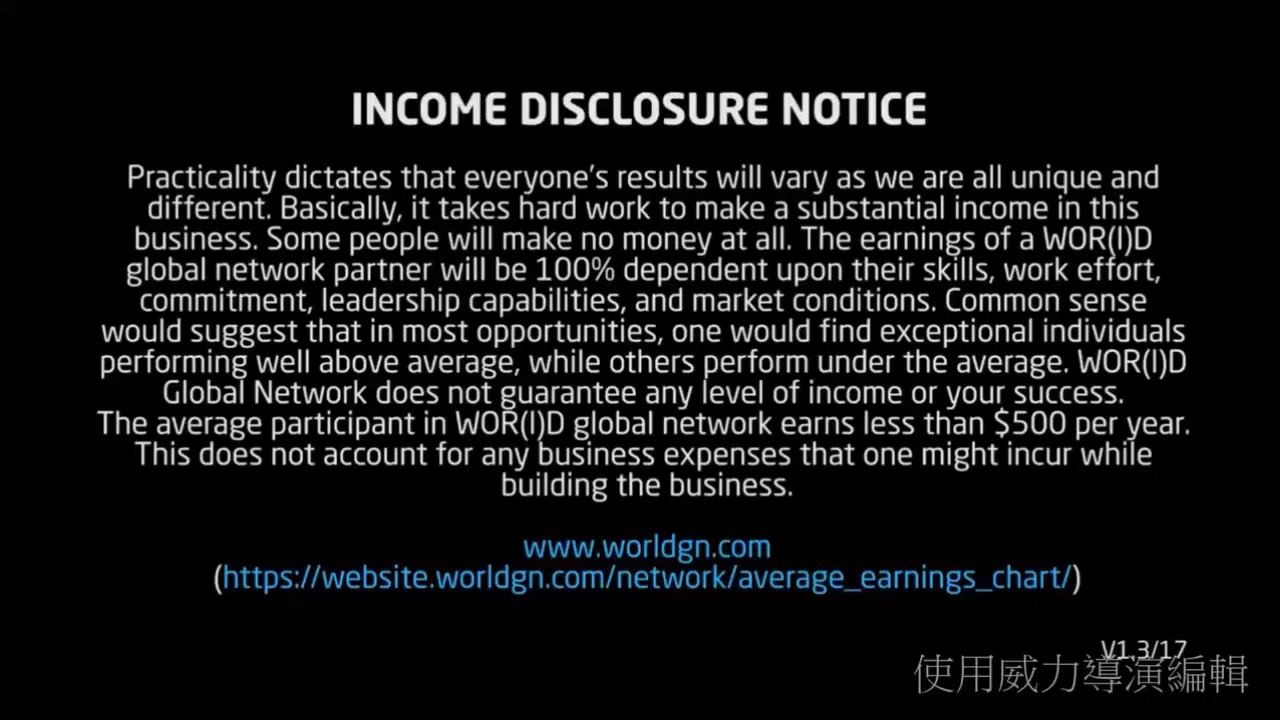 INCOME DISCLOSURE NOTICE
Practicality dictates that everyone's results will vary as we are all unique and
different. Basically, it takes hard work to make a substantial income in this
business. Some people will make no money at all. The earnings of a WOR(I)D
global network partner will be 100% dependent upon their skills, work effort,
commitment, leadership capabilities, and market conditions. Common sense
would suggest that in most opportunities, one would find exceptional individuals
performing well above average, while others perform under the average. WOR(I)D
Global Network does not guarantee any level of income or your success.
The average participant in WOR(I)D global network earns less than $500 per year.
This does not account for any business expenses that one might incur while
building the business.
www.worldgn.com
(https://website.worldgn.com/network/average_earnings_chart/)
V1.3/17
使用威力導演編輯